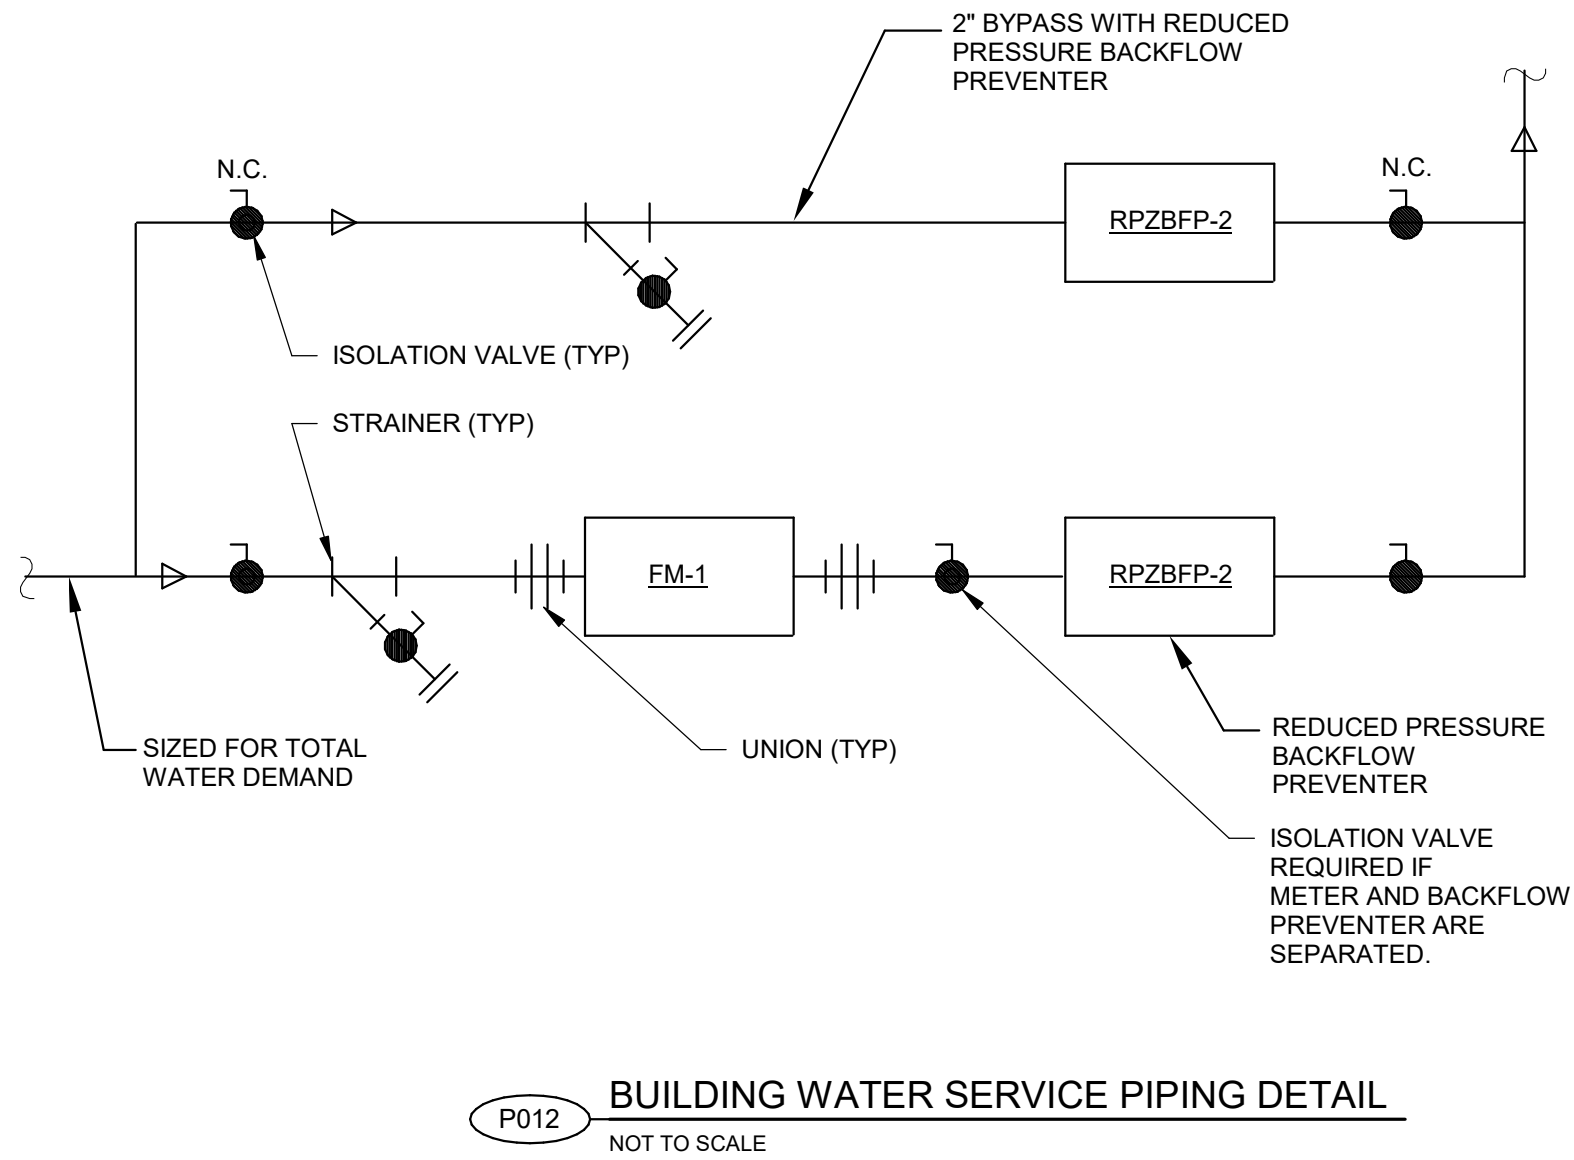 2" BYPASS WITH REDUCED
PRESSURE BACKFLOW
PREVENTER
N.C.
N.C.
RPZBFP-2
ISOLATION VALVE (TYP)
STRAINER (TYP)
FM-1
RPZBFP-2
SIZED FOR TOTAL
WATER DEMAND
UNION (TYP)
REDUCED PRESSURE
BACKFLOW
PREVENTER
ISOLATION VALVE
REQUIRED IF
METER AND BACKFLOW
PREVENTER ARE
SEPARATED.
P012
BUILDING WATER SERVICE PIPING DETAIL
NOT TO SCALE